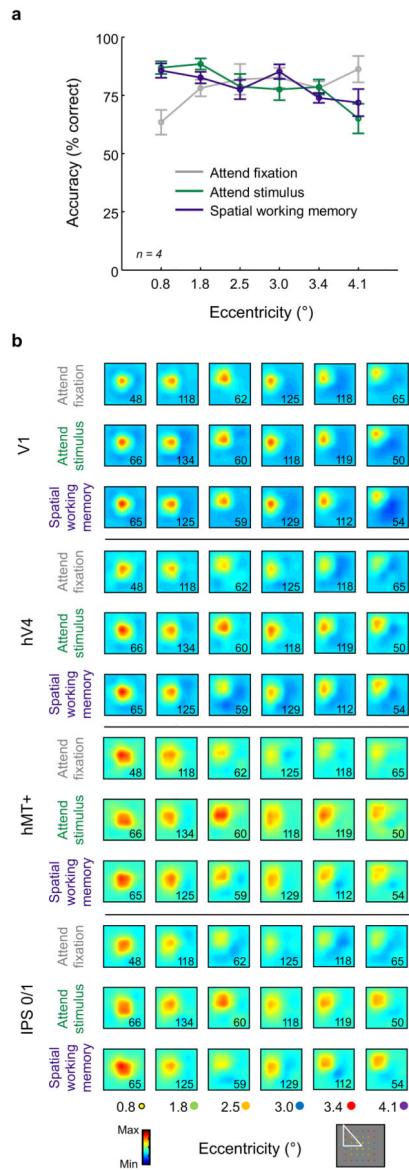 a
100
75
50
25
0
Accuracy (% correct)
Attend fixation
Attend stimulus
Spatial working memory
n = 4
0.8 1.8 2.5 3.0 3.4 4.1
Eccentricity (°)
b
V1
Attend
fixation
48 118 62 125 118 65
Attend
stimulus
66 134 60 118 119 50
Spatial
working
memory
65 125 59 129 112 54
hV4
Attend
fixation
48 118 62 125 118 65
Attend
stimulus
66 134 60 118 119 50
Spatial
working
memory
65 125 59 129 112 54
hMT+
Attend
fixation
48 118 62 125 118 65
Attend
stimulus
66 134 60 118 119 50
Spatial
working
memory
65 125 59 129 112 54
IPS 0/1
Attend
fixation
48 118 62 125 118 65
Attend
stimulus
66 134 60 118 119 50
Spatial
working
memory
65 125 59 129 112 54
0.8 1.8 2.5 3.0 3.4 4.1
Max
Min
Eccentricity (°)